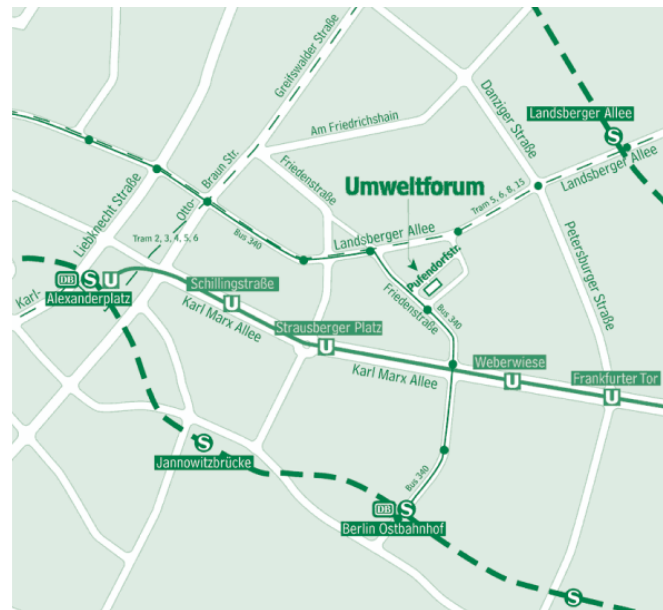 Greifswalder Straße
Danziger Straße
Landsberger Allee
S
Am Friedrichshain
Landsberger Allee
Braun Str.
Otto-
Friedenstraße
Umweltforum
Tram 5, 6, 8, 15
Liebknecht Straße
Karl-
Tram 2, 3, 4, 5, 6
Bus 340
Landsberger Allee
Petersburger Straße
Pufendorfstr.
DB S U
Alexanderplatz
Schillingstraße
U
Friedenstraße
Bus 340
Karl Marx Allee
Strausberger Platz
U
Karl Marx Allee
Weberwiese
U
Frankfurter Tor
U
S
Jannowitzbrücke
Bus 340
DB S
Berlin Ostbahnhof
S